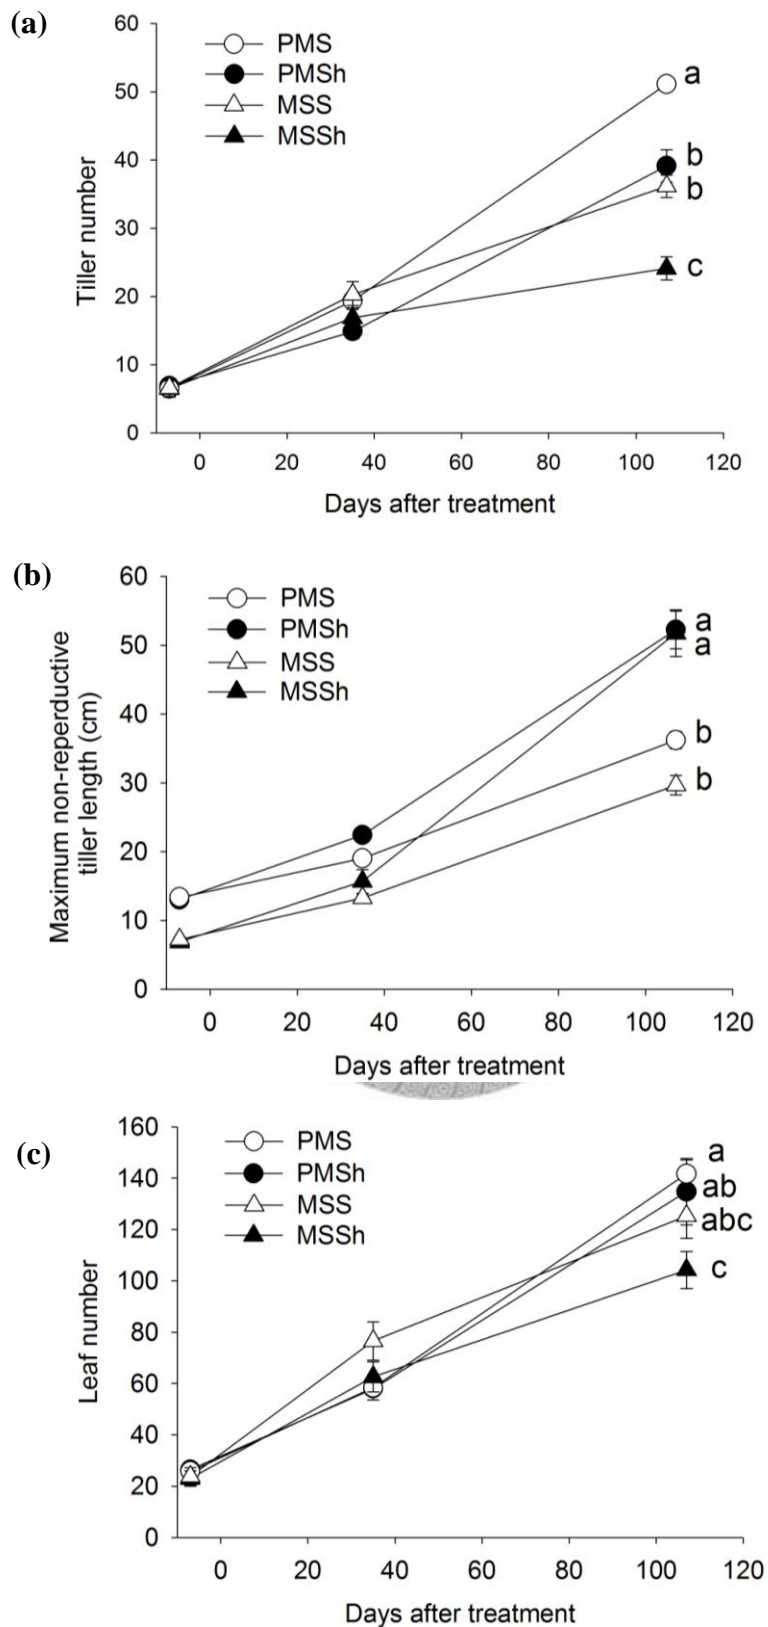 (a)
60
50
40
30
20
10
0
Tiller number
PMS
PMSh
MSS
MSSh
a
b
b
c
0 20 40 60 80 100 120
Days after treatment
(b)
60
50
40
30
20
10
0
Maximum non-reperductive
tiller length (cm)
PMS
PMSh
MSS
MSSh
a
a
b
b
0 20 40 60 80 100 120
Days after treatment
(c)
160
140
120
100
80
60
40
20
0
Leaf number
PMS
PMSh
MSS
MSSh
a
ab
abc
c
0 20 40 60 80 100 120
Days after treatment